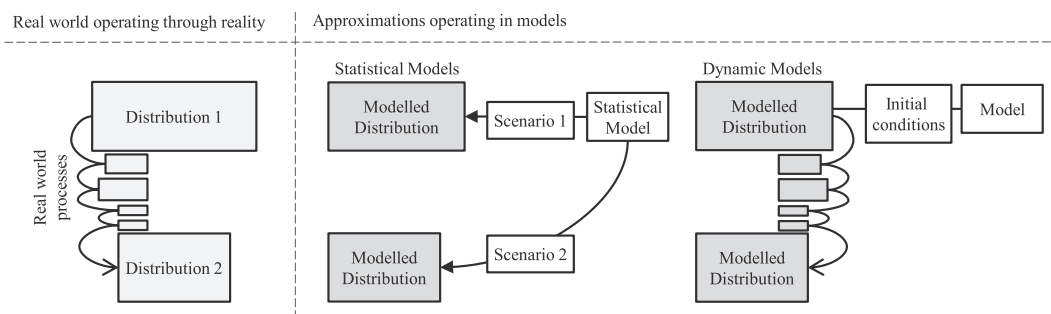 Real world operating through reality
Approximations operating in models
Statistical Models
Dynamic Models
Distribution 1
Real world
processes
Distribution 2
Modelled
Distribution
Scenario 1
Statistical
Model
Modelled
Distribution
Scenario 2
Modelled
Distribution
Initial
conditions
Model
Modelled
Distribution